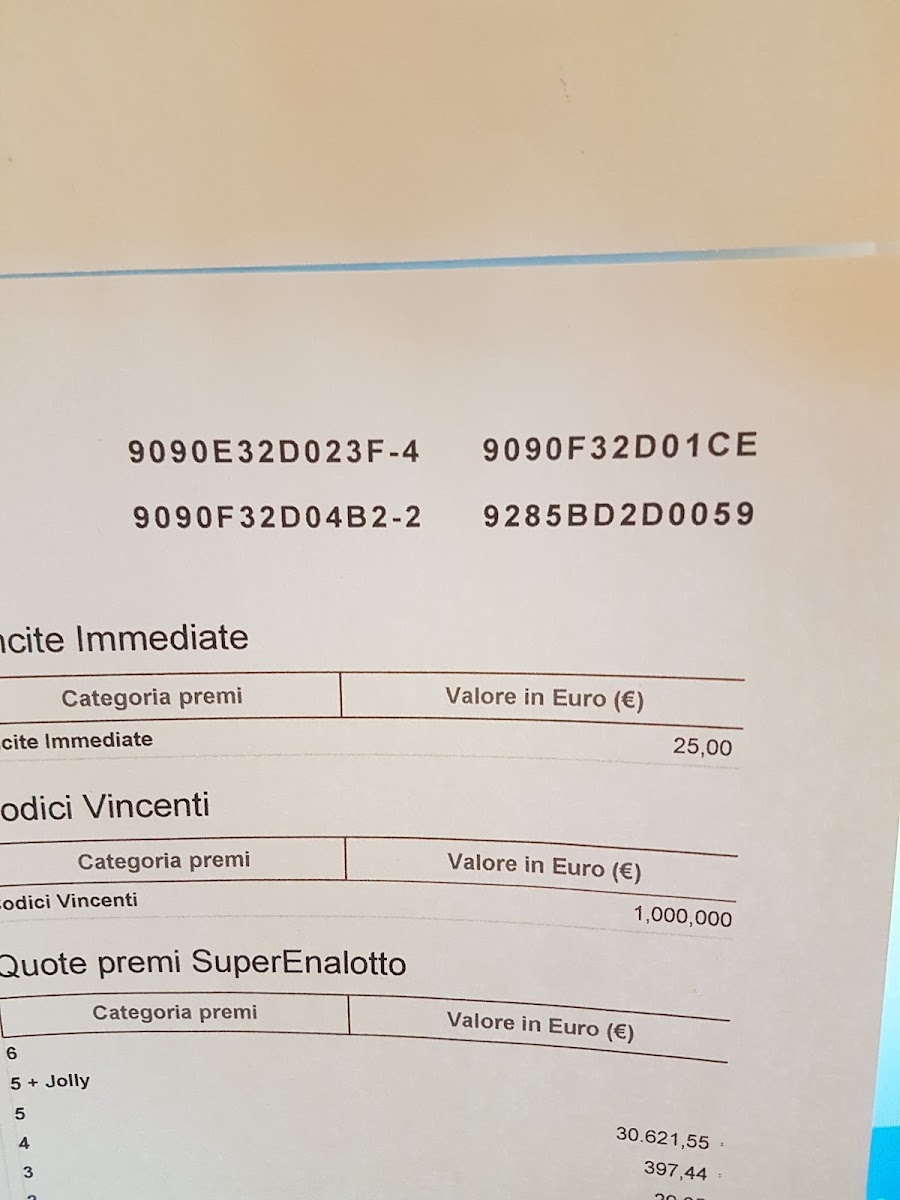 9090E32D023F-4 9090F32D01CE
9090F32D04B2-2 9285BD2D0059
ncite Immediate
Categoria premi Valore in Euro (€)
cite Immediate 25,00
odici Vincenti
Categoria premi Valore in Euro (€)
odici Vincenti 1,000,000
Quote premi SuperEnalotto
Categoria premi Valore in Euro (€)
6
5 + Jolly
5
4 30.621,55
3 397,44